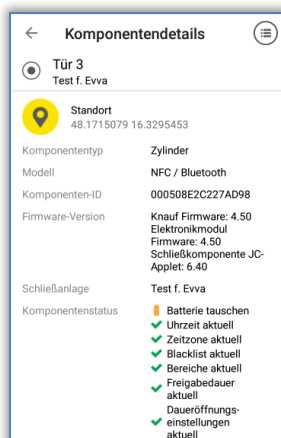 Komponentendetails
Tür 3
Test f. Evva
Standort
48.1715079 16.3295453
Komponententyp Zylinder
Modell NFC / Bluetooth
Komponenten-ID 000508E2C227AD98
Firmware-Version Knauf Firmware: 4.50
Elektronikmodul
Firmware: 4.50
Schließkomponente JC-
Applet: 6.40
Schließanlage Test f. Evva
Komponentenstatus Batterie tauschen
Uhrzeit aktuell
Zeitzone aktuell
Blacklist aktuell
Bereiche aktuell
Freigabedauer
aktuell
Daueröffnungs-
einstellungen
aktuell